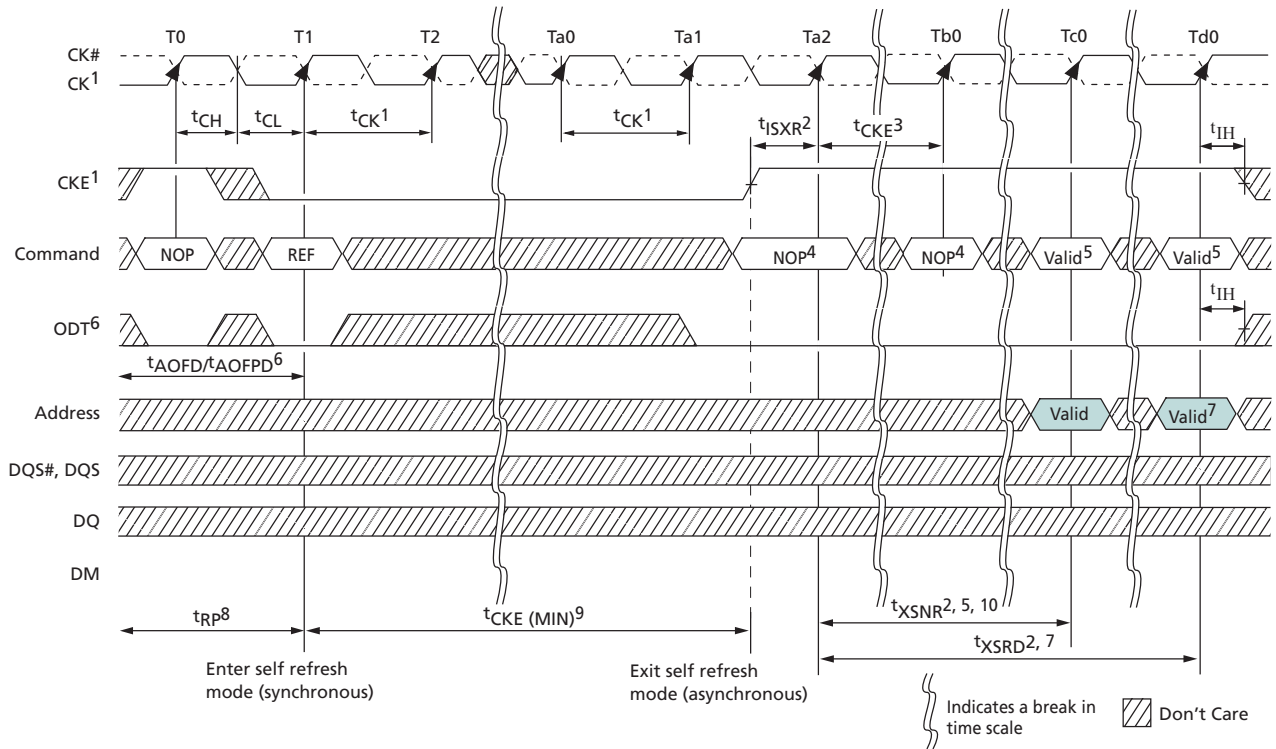 T0 T1 T2 Ta0 Ta1 Ta2 Tb0 Tc0 Td0
CK#
CK1
tCH tCL tCK1 tCK1 tISXR2 tCKE3 tIH
CKE1
Command NOP REF NOP4 NOP4 Valid5 Valid5
tIH
ODT6
tAOFD/tAOFPD6
Address Valid Valid7
DQS#, DQS
DQ
DM
tRP8 tCKE (MIN)9 tXSNR2, 5, 10
tXSRD2, 7
Enter self refresh
mode (synchronous)
Exit self refresh
mode (asynchronous)
Indicates a break in
time scale
Don't Care